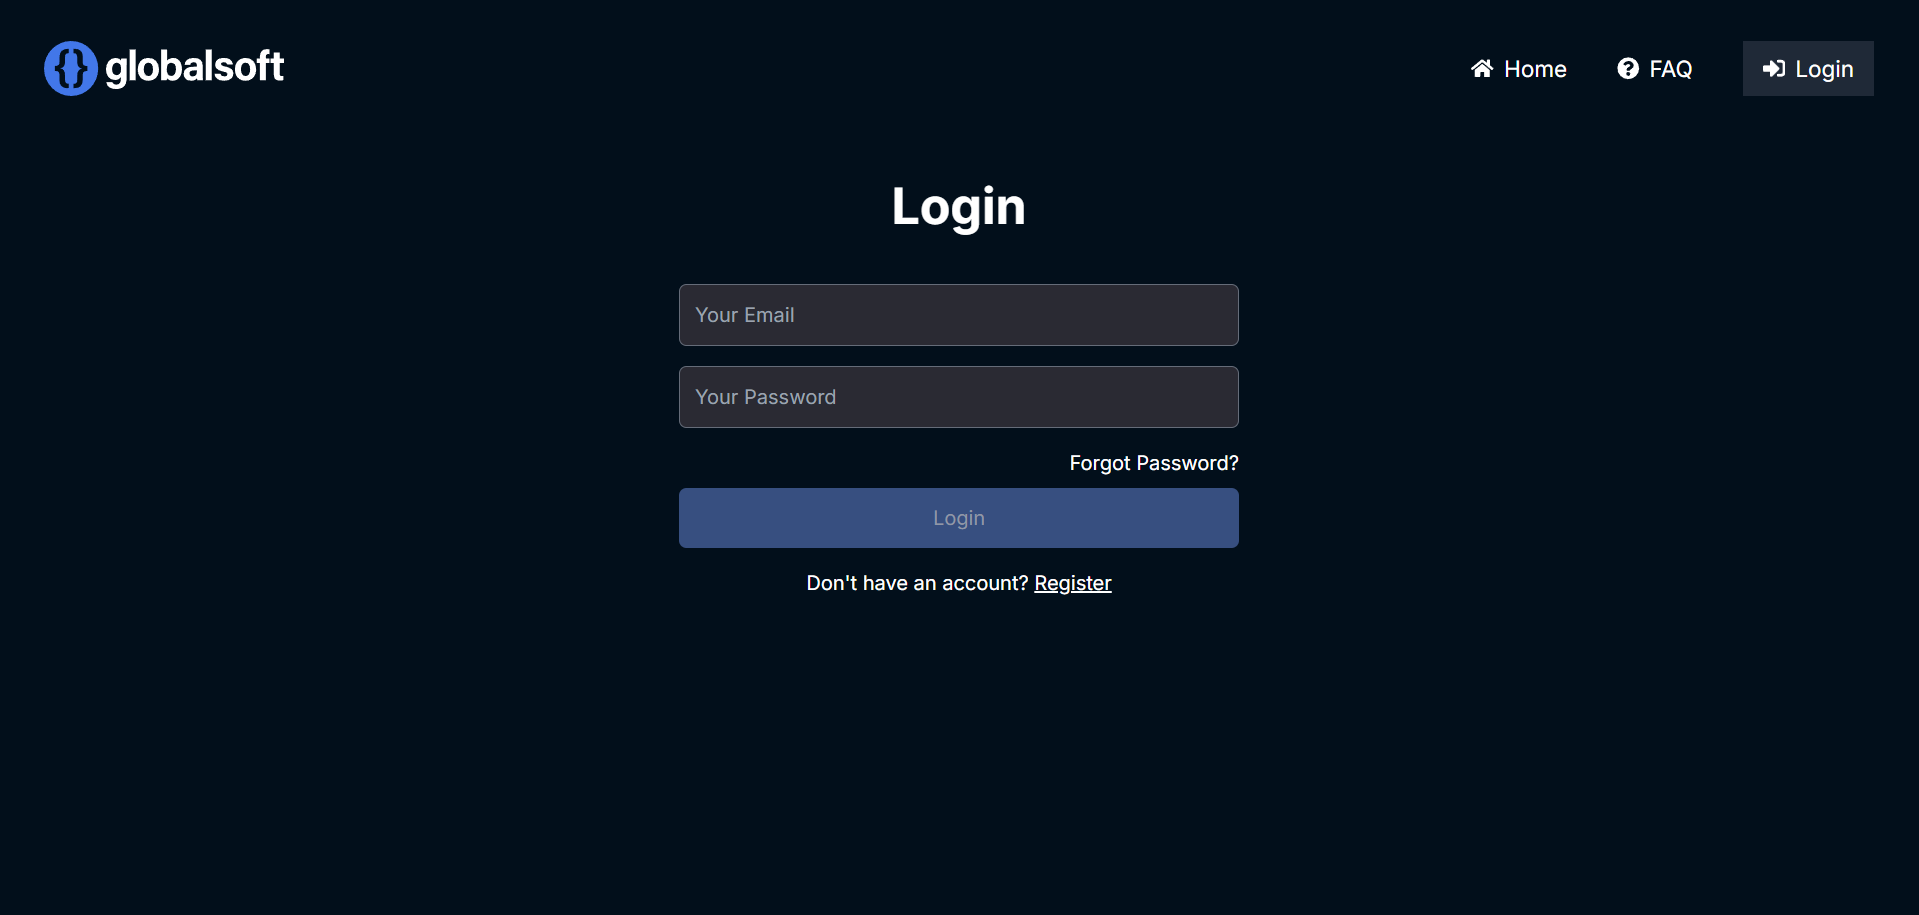 globalsoft
Home
FAQ
Login
Login
Your Email
Your Password
Forgot Password?
Login
Don't have an account? Register